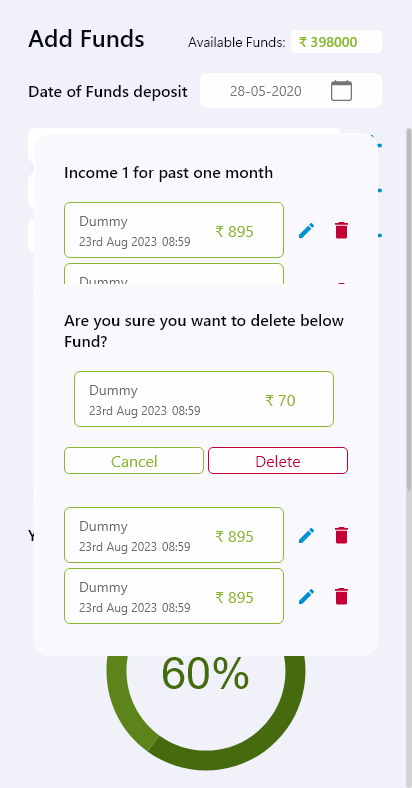 Add Funds
Available Funds: ₹ 398000
Date of Funds deposit
28-05-2020
Income 1 for past one month
Dummy
23rd Aug 2023 08:59
₹ 895
Dummy
Are you sure you want to delete below
Fund?
Dummy
23rd Aug 2023 08:59
₹ 70
Cancel
Delete
Dummy
23rd Aug 2023 08:59
₹ 895
Dummy
23rd Aug 2023 08:59
₹ 895
60%